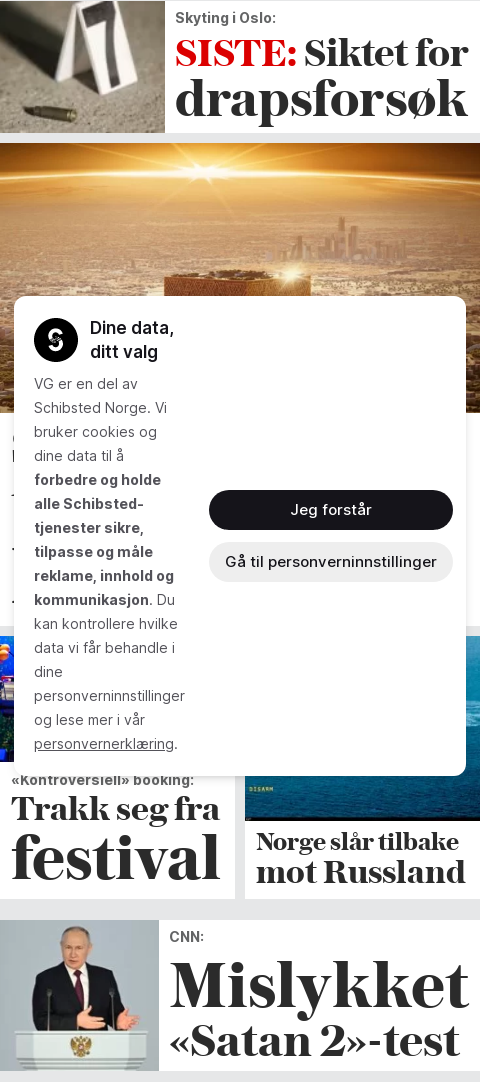 Skyting i Oslo:
SISTE: Siktet for
drapsforsøk
7
Dine data,
ditt valg
VG er en del av
Schibsted Norge. Vi
bruker cookies og
dine data til å
forbedre og holde
alle Schibsted-
tjenester sikre,
tilpasse og måle
reklame, innhold og
kommunikasjon. Du
kan kontrollere hvilke
data vi får behandle i
dine
personverninnstillinger
og lese mer i vår
personvernerklæring.
Jeg forstår
Gå til personverninnstillinger
«Kontroversiell» booking:
Trakk seg fra
festival
DISARM
Norge slår tilbake
mot Russland
CNN:
Mislykket
«Satan 2»-test